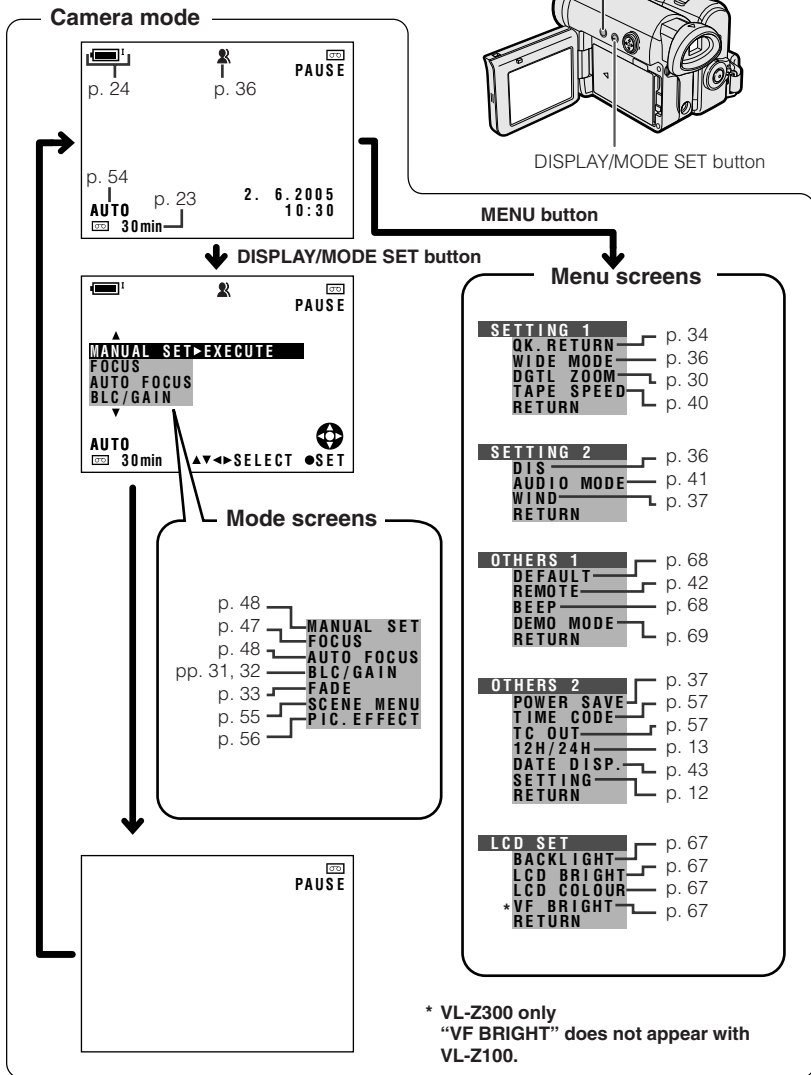 Camera mode
DISPLAY/MODE SET button
I
PAUSE
p. 24
p. 36
p. 54
p. 23
AUTO
30min
2. 6.2005
10:30
MENU button
DISPLAY/MODE SET button
I
PAUSE
▲
MANUAL SET►EXECUTE
FOCUS
AUTO FOCUS
BLC/GAIN
▼
AUTO
30min ▲▼◄►SELECT ●SET
Mode screens
p. 48 MANUAL SET
p. 47 FOCUS
p. 48 AUTO FOCUS
pp. 31, 32 BLC/GAIN
p. 33 FADE
p. 55 SCENE MENU
p. 56 PIC.EFFECT
PAUSE
Menu screens
SETTING 1
QK.RETURN p. 34
WIDE MODE p. 36
DGTL ZOOM p. 30
TAPE SPEED p. 40
RETURN
SETTING 2
DIS p. 36
AUDIO MODE p. 41
WIND p. 37
RETURN
OTHERS 1
DEFAULT p. 68
REMOTE p. 42
BEEP p. 68
DEMO MODE p. 69
RETURN
OTHERS 2
POWER SAVE p. 37
TIME CODE p. 57
TC OUT p. 57
12H/24H p. 13
DATE DISP. p. 43
SETTING p. 12
RETURN
LCD SET
BACKLIGHT p. 67
LCD BRIGHT p. 67
LCD COLOUR p. 67
*VF BRIGHT p. 67
RETURN
* VL-Z300 only
“VF BRIGHT” does not appear with
VL-Z100.